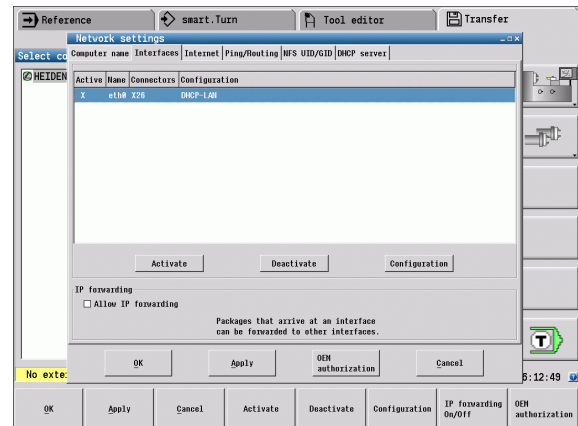 Reference
smart.Turn
Tool editor
Transfer
Network settings
Select co
Computer name Interfaces Internet Ping/Routing NFS UID/GID DHCP server
HEIDEN
Active Name Connectors Configuration
X eth0 X26 DHCP-LAN
Activate Deactivate Configuration
IP forwarding
Allow IP forwarding
Packages that arrive at an interface
can be forwarded to other interfaces.
T
OK Apply OEM authorization Cancel
No exte
6:12:49
OK Apply Cancel Activate Deactivate Configuration IP forwarding On/Off OEM authorization